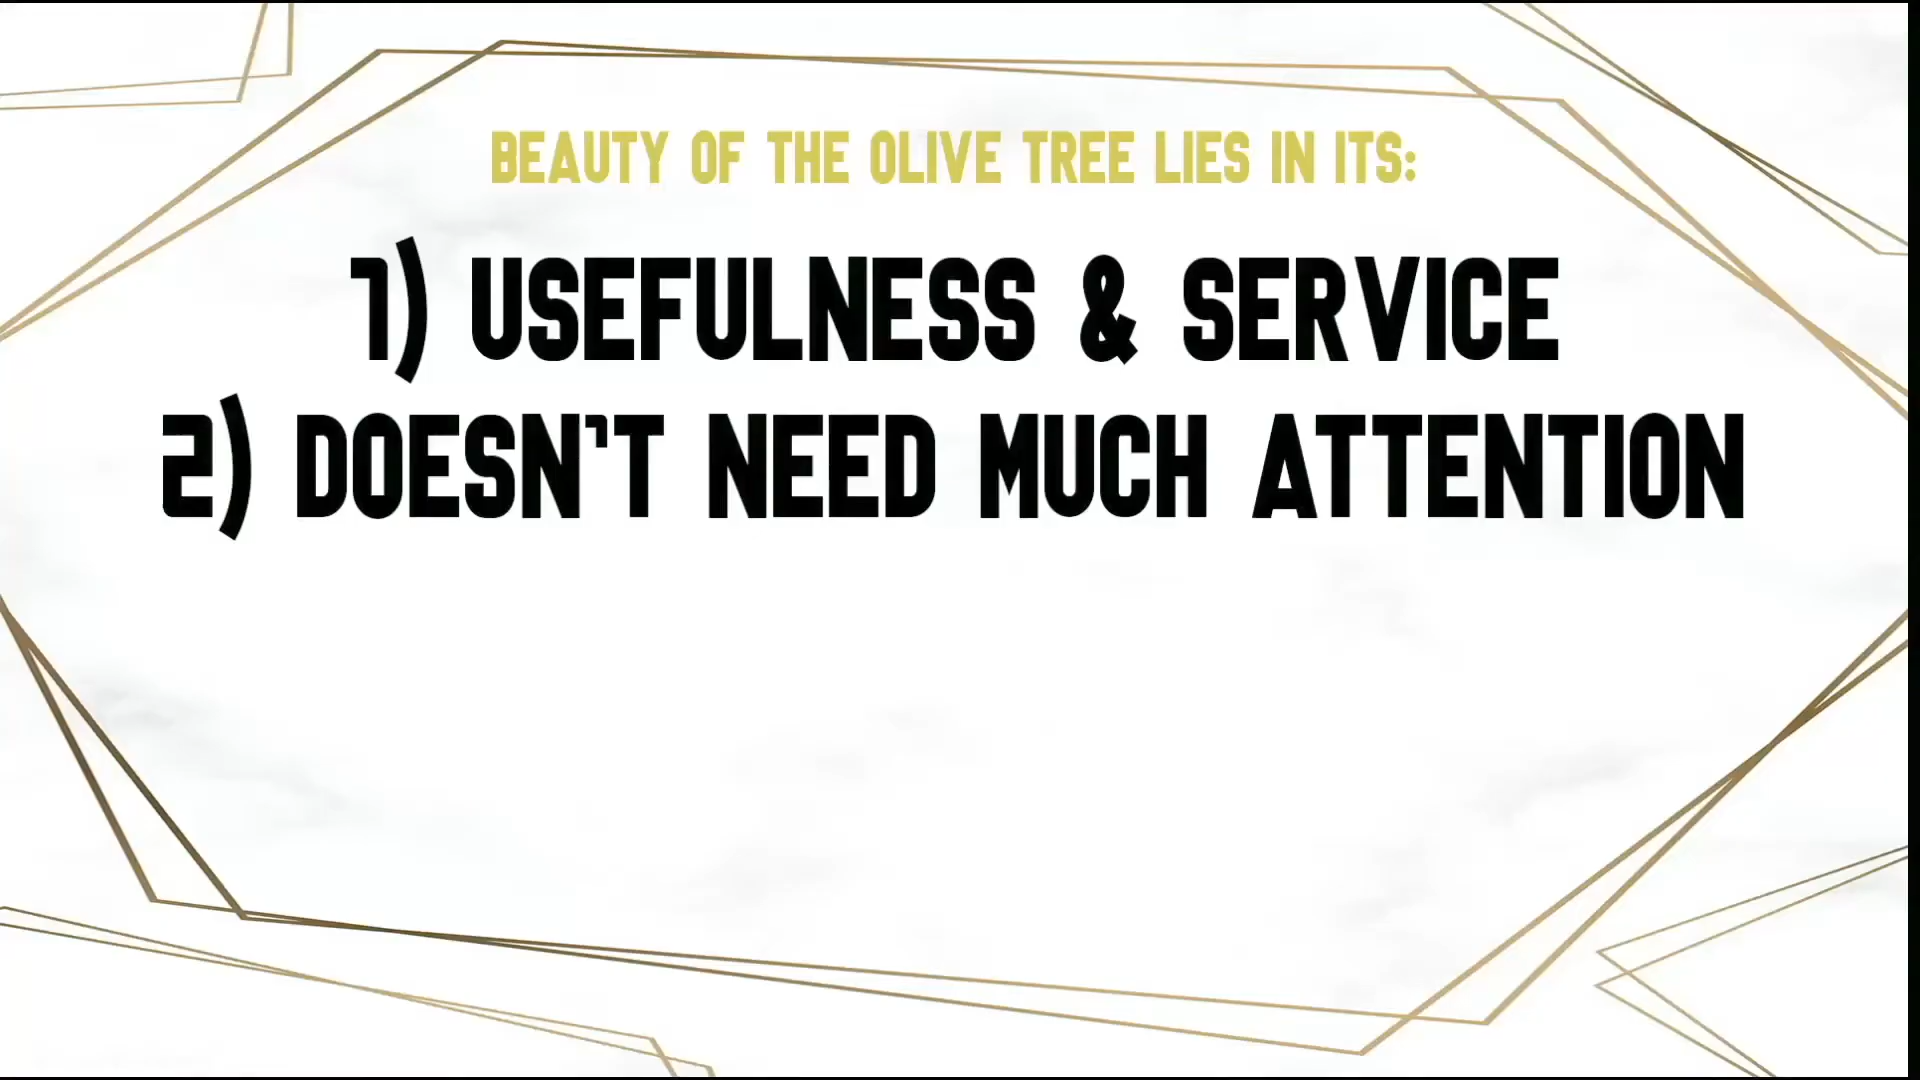 BEAUTY OF THE OLIVE TREE LIES IN ITS:
1) USEFULNESS & SERVICE
2) DOESN'T NEED MUCH ATTENTION